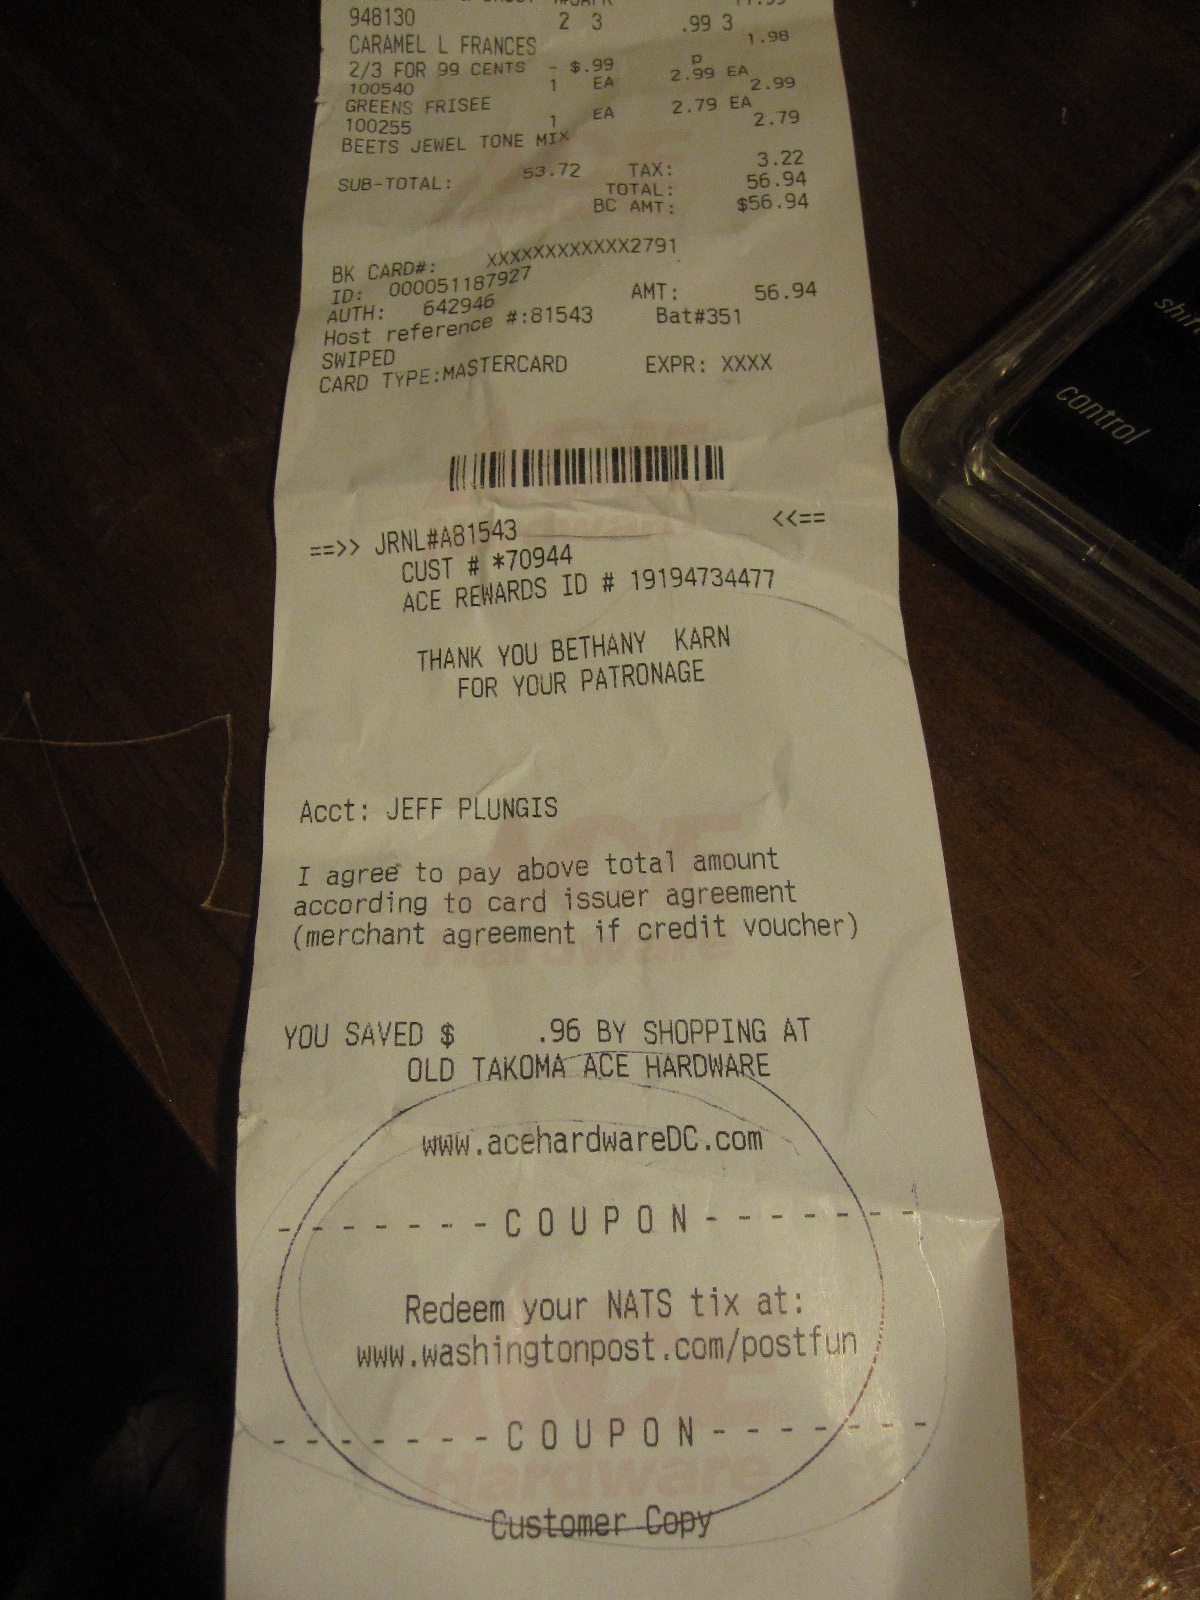 948130 2 3 .99 3 1.98
CARAMEL L FRANCES
2/3 FOR 99 CENTS - $.99 P
100540 1 EA 2.99 EA 2.99
GREENS FRISEE
100255 1 EA 2.79 EA 2.79
BEETS JEWEL TONE MIX
SUB-TOTAL: 53.72 TAX: 3.22
TOTAL: 56.94
BC AMT: $56.94
BK CARD#: XXXXXXXXXXXX2791
ID: 000051187927
AUTH: 642946 AMT: 56.94
Host reference #:81543 Bat#351
SWIPED
CARD TYPE:MASTERCARD EXPR: XXXX
==>> JRNL#A81543 <<==
CUST # *70944
ACE REWARDS ID # 19194734477
THANK YOU BETHANY KARN
FOR YOUR PATRONAGE
Acct: JEFF PLUNGIS
I agree to pay above total amount
according to card issuer agreement
(merchant agreement if credit voucher)
YOU SAVED $ .96 BY SHOPPING AT
OLD TAKOMA ACE HARDWARE
www.acehardwareDC.com
- - - - - - - - C O U P O N - - - - - - - -
Redeem your NATS tix at:
www.washingtonpost.com/postfun
- - - - - - - - C O U P O N - - - - - - - -
Customer Copy
shift
control
ACE
Hardware